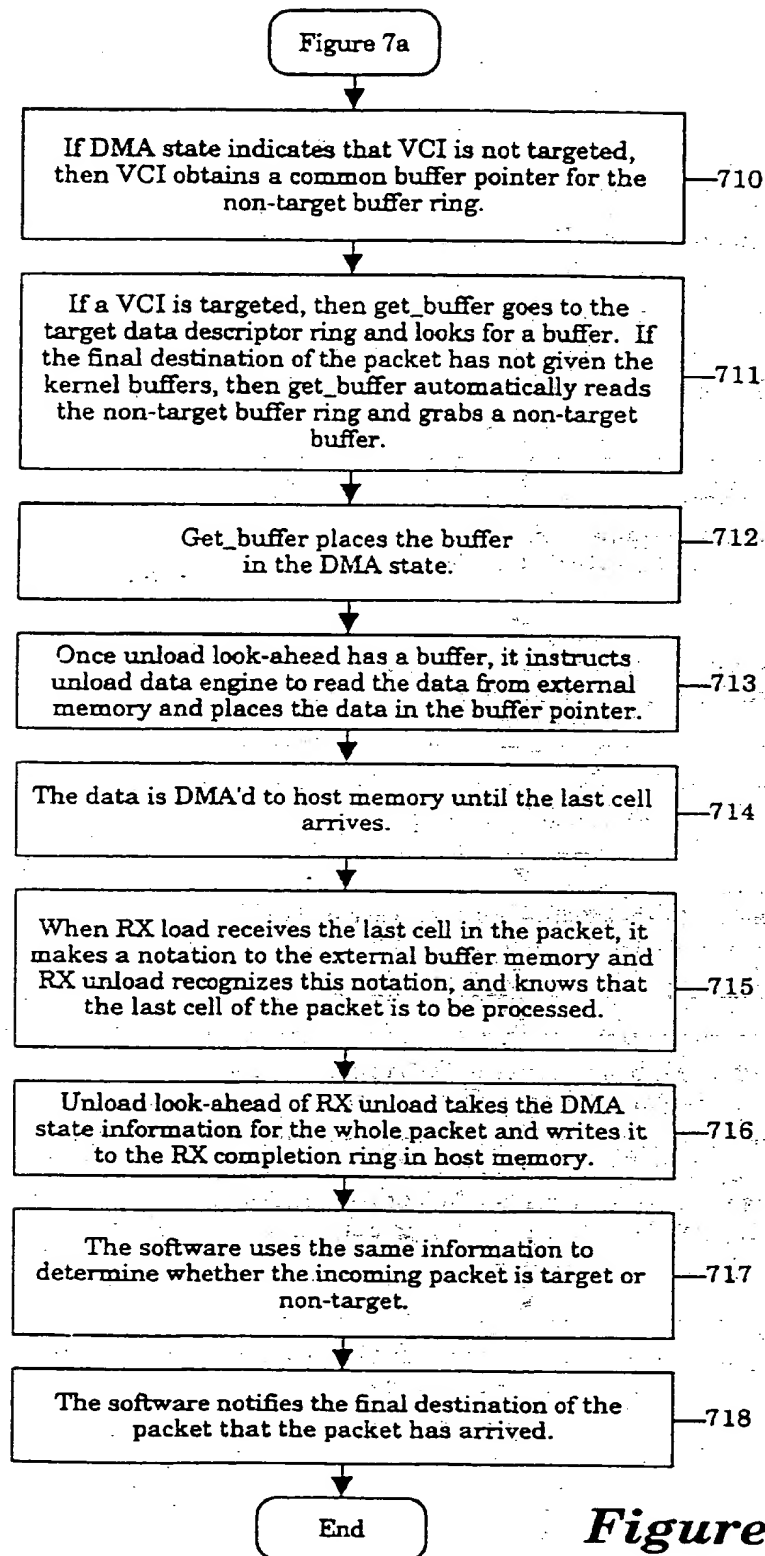 Figure 7a
If DMA state indicates that VCI is not targeted,
then VCI obtains a common buffer pointer for the
non-target buffer ring.
710
If a VCI is targeted, then get_buffer goes to the
target data descriptor ring and looks for a buffer. If
the final destination of the packet has not given the
kernel buffers, then get_buffer automatically reads
the non-target buffer ring and grabs a non-target
buffer.
711
Get_buffer places the buffer
in the DMA state.
712
Once unload look-ahead has a buffer, it instructs
unload data engine to read the data from external
memory and places the data in the buffer pointer.
713
The data is DMA'd to host memory until the last cell
arrives.
714
When RX load receives the last cell in the packet, it
makes a notation to the external buffer memory and
RX unload recognizes this notation, and knows that
the last cell of the packet is to be processed.
715
Unload look-ahead of RX unload takes the DMA
state information for the whole packet and writes it
to the RX completion ring in host memory.
716
The software uses the same information to
determine whether the incoming packet is target or
non-target.
717
The software notifies the final destination of the
packet that the packet has arrived.
718
End
Figure